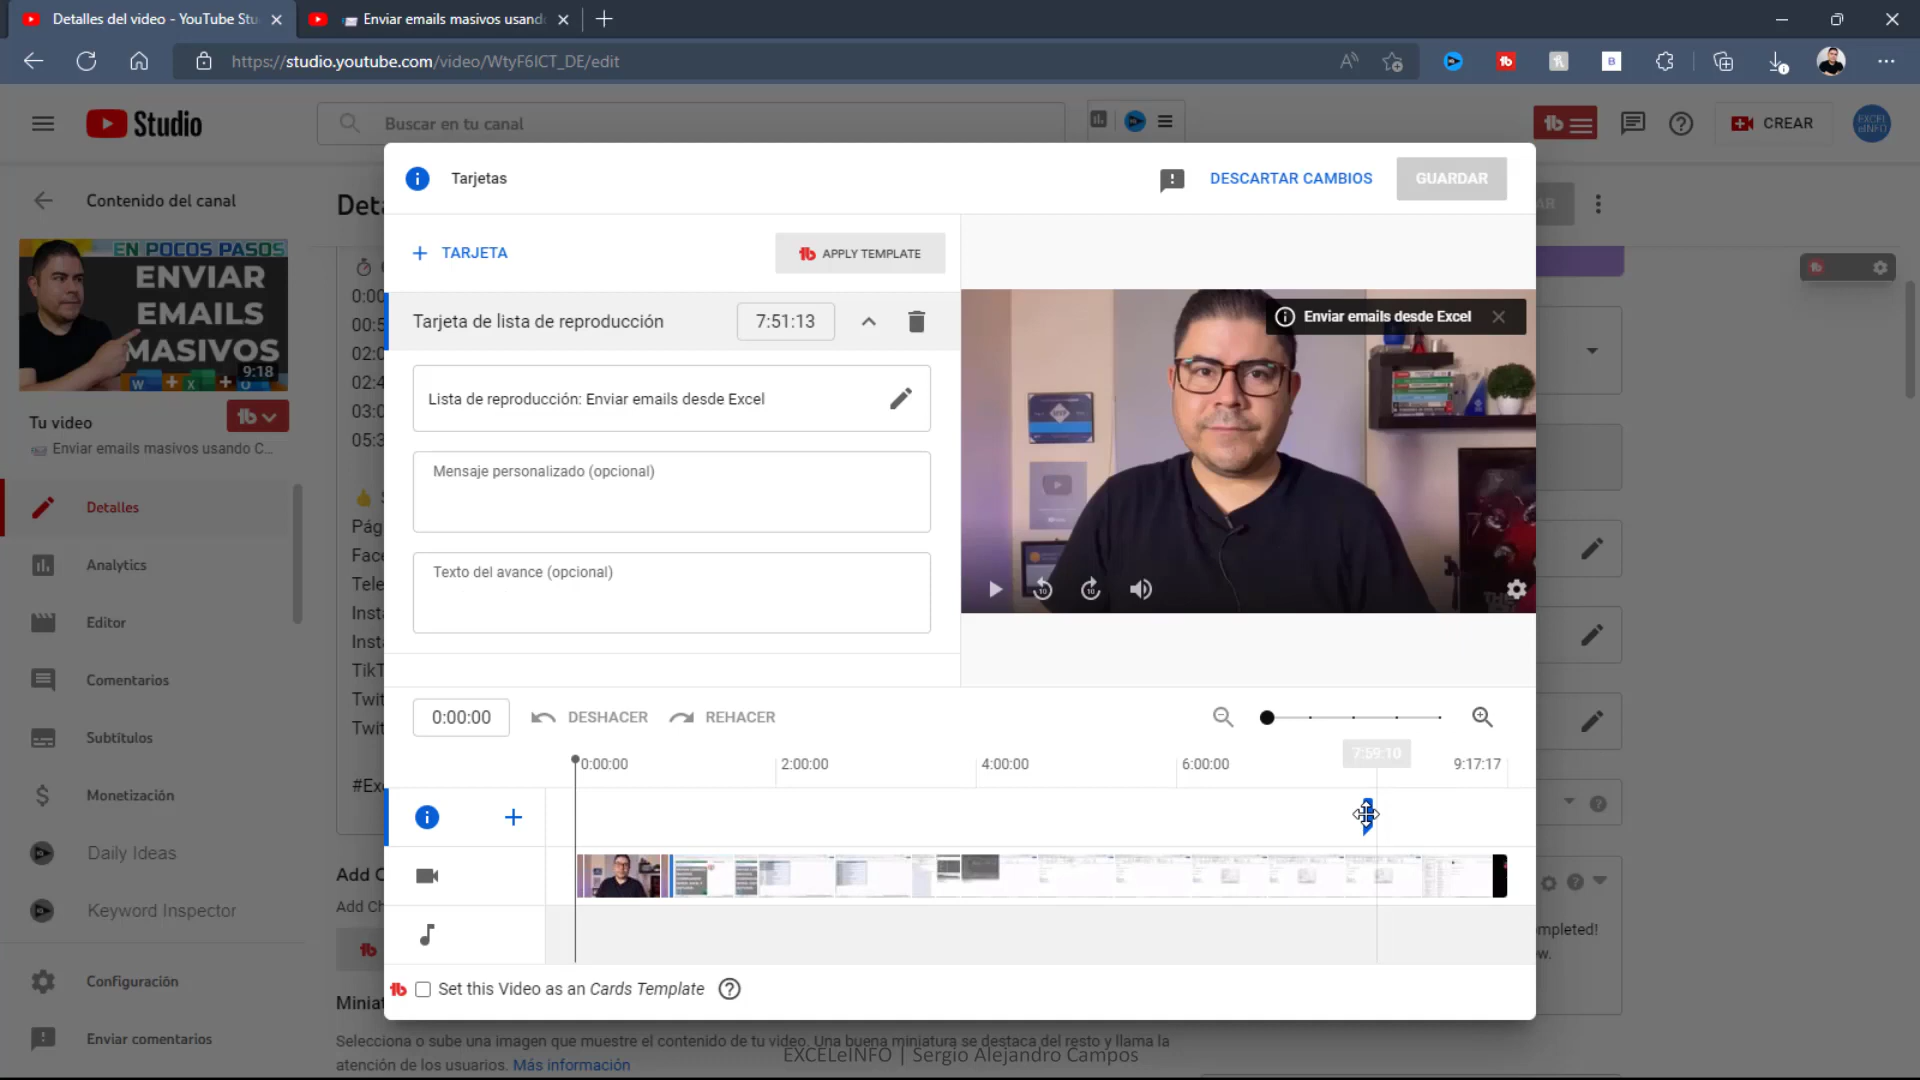 Detalles del video - YouTube Stu
Enviar emails masivos usando
https://studio.youtube.com/video/WtyF6ICT_DE/edit
Studio
Buscar en tu canal
CREAR
EXCEL
eINFO
Contenido del canal
Tarjetas
DESCARTAR CAMBIOS
GUARDAR
+ TARJETA
APPLY TEMPLATE
EN POCOS PASOS
ENVIAR
EMAILS
MASIVOS
9:18
Tarjeta de lista de reproducción
7:51:13
Enviar emails desde Excel
Lista de reproducción: Enviar emails desde Excel
Mensaje personalizado (opcional)
Texto del avance (opcional)
Tu video
Enviar emails masivos usando C...
Detalles
Analytics
Editor
Comentarios
Subtítulos
Monetización
Daily Ideas
Keyword Inspector
Configuración
Enviar comentarios
0:00:00
DESHACER
REHACER
0:00:00
2:00:00
4:00:00
6:00:00
7:59:10
9:17:17
Set this Video as an Cards Template
Selecciona o sube una imagen que muestre el contenido de tu video. Una buena miniatura se destaca del resto y llama la
atención de los usuarios. Más información
EXCELeINFO | Sergio Alejandro Campos